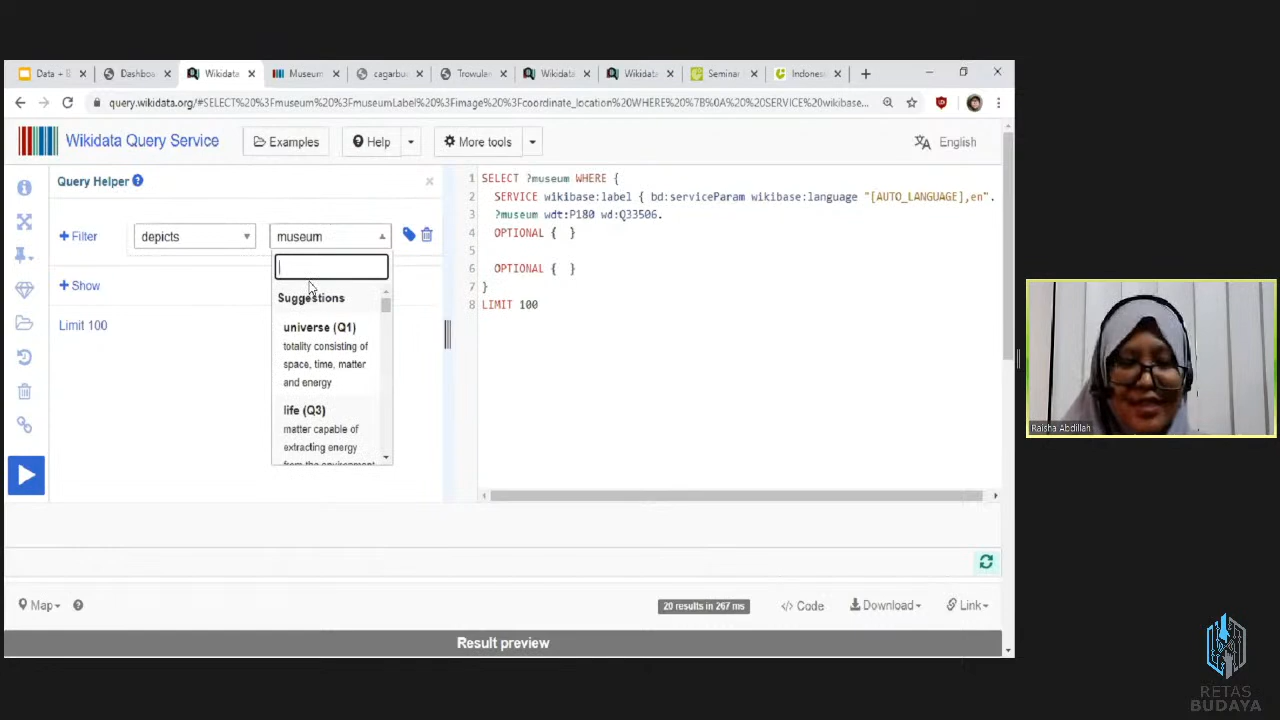 Data + B
Dashbo
Wikidata
Museum
cagarbu
Trowulan
Wikidata
Wikidata
Seminar
Indones
query.wikidata.org/#SELECT%20%3Fmuseum%20%3FmuseumLabel%20%3Fimage%20%3Fcoordinate_location%20WHERE%20%7B%0A%20%20SERVICE%20wikibase...
Wikidata Query Service
Examples
Help
More tools
English
Query Helper
+ Filter
depicts
museum
Suggestions
universe (Q1)
totality consisting of
space, time, matter
and energy
life (Q3)
matter capable of
extracting energy
from the environment
+ Show
Limit 100
1 SELECT ?museum WHERE {
2 SERVICE wikibase:label { bd:serviceParam wikibase:language "[AUTO_LANGUAGE],en".
3 ?museum wdt:P180 wd:Q33506.
4 OPTIONAL { }
5
6 OPTIONAL { }
7 }
8 LIMIT 100
Map
20 results in 267 ms
</> Code
Download
Link
Result preview
Raisha Abdillah
RETAS
BUDAYA